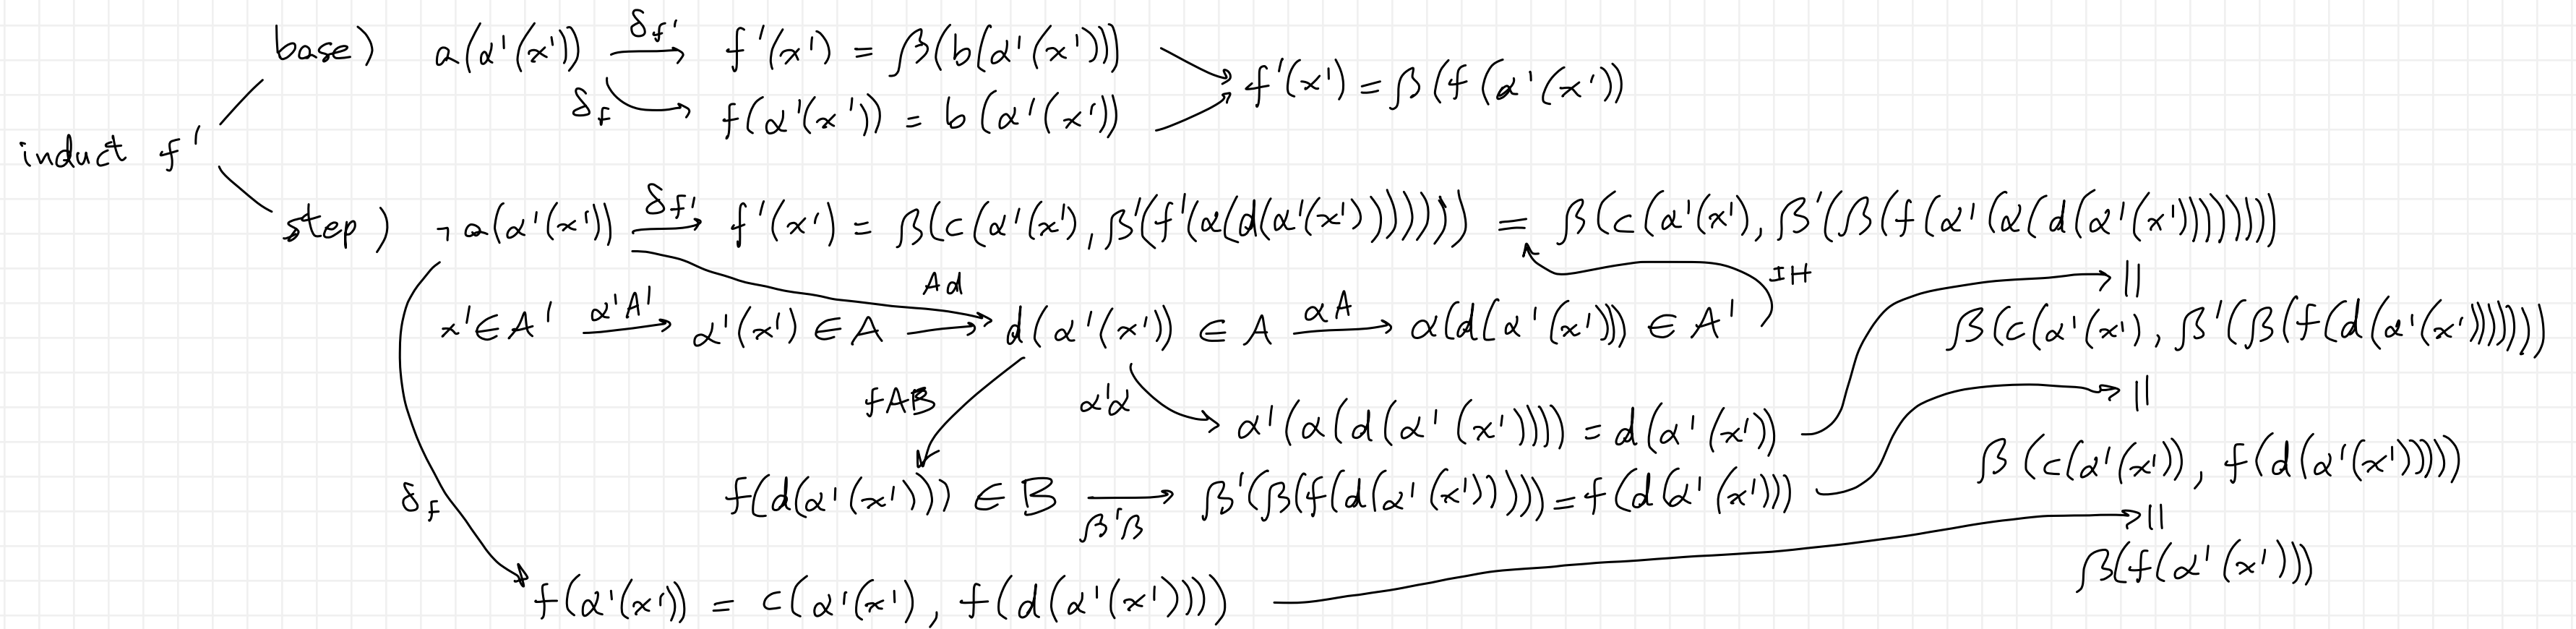 base) a(α'(x')) δf' → f'(x') = β(b(α'(x'))) → f'(x') = β(f(α'(x'))
δf → f(α'(x')) = b(α'(x'))
induct f'
step) ¬a(α'(x')) δf' → f'(x') = β(c(α'(x'), β'(f'(α(d(α'(x'))))))) = β(c(α'(x'), β'(β(f(α'(α(d(α'(x')))))))))
Ad IH ||
x' ∈ A' α'A' → α'(x') ∈ A → d(α'(x')) ∈ A αA → α(d(α'(x'))) ∈ A' β(c(α'(x'), β'(β(f(d(α'(x')))))))
fAB α'α ||
α'(α(d(α'(x')))) = d(α'(x'))
β(c(α'(x')), f(d(α'(x')))))
δf f(d(α'(x'))) ∈ B β'β → β'(β(f(d(α'(x'))))) = f(d(α'(x')))
||
β(f(α'(x')))
f(α'(x')) = c(α'(x'), f(d(α'(x'))))